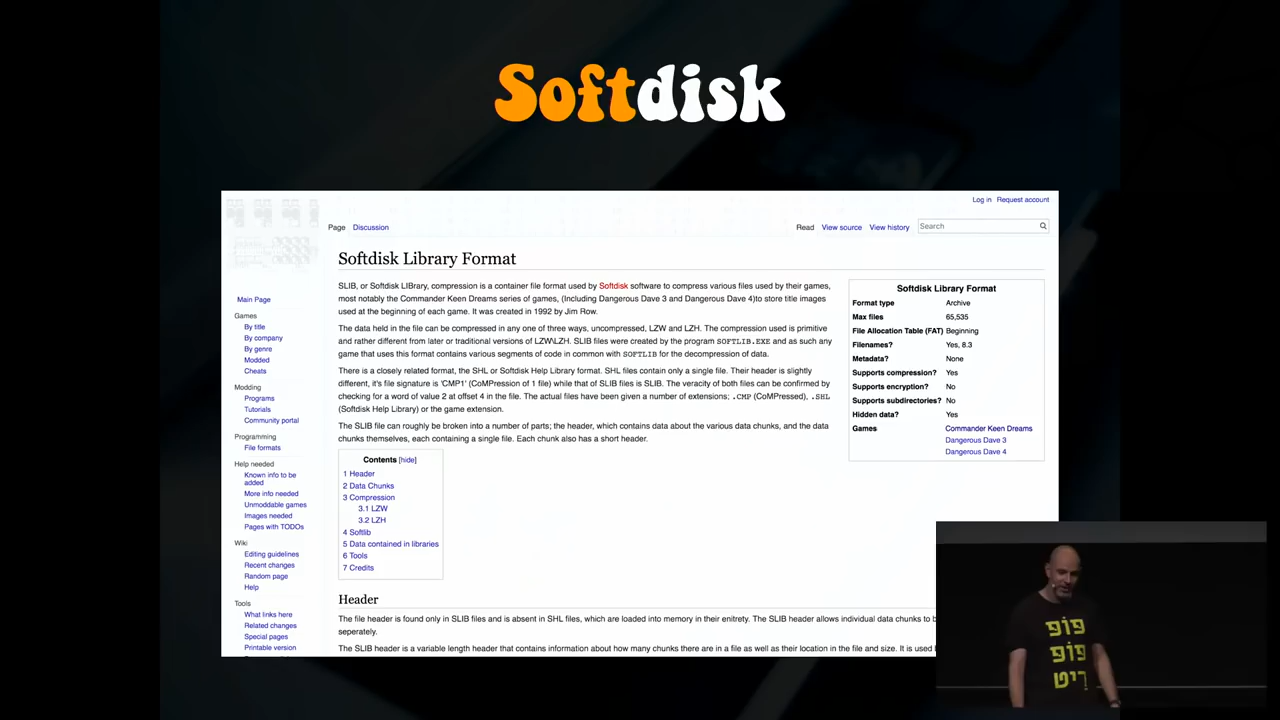 Softdisk
Log in Request account
Page Discussion
Read View source View history Search
Softdisk Library Format
SLIB, or Softdisk LIBrary, compression is a container file format used by Softdisk software to compress various files used by their games,
most notably the Commander Keen Dreams series of games, (Including Dangerous Dave 3 and Dangerous Dave 4)to store title images
used at the beginning of each game. It was created in 1992 by Jim Row.
The data held in the file can be compressed in any one of three ways, uncompressed, LZW and LZH. The compression used is primitive
and rather different from later or traditional versions of LZW\LZH. SLIB files were created by the program SOFTLIB.EXE and as such any
game that uses this format contains various segments of code in common with SOFTLIB for the decompression of data.
There is a closely related format, the SHL or Softdisk Help Library format. SHL files contain only a single file. Their header is slightly
different, it's file signature is 'CMP1' (CoMPression of 1 file) while that of SLIB files is SLIB. The veracity of both files can be confirmed by
checking for a word of value 2 at offset 4 in the file. The actual files have been given a number of extensions; .CMP (CoMPressed), .SHL
(Softdisk Help Library) or the game extension.
The SLIB file can roughly be broken into a number of parts; the header, which contains data about the various data chunks, and the data
chunks themselves, each containing a single file. Each chunk also has a short header.
Softdisk Library Format
Format type Archive
Max files 65,535
File Allocation Table (FAT) Beginning
Filenames? Yes, 8.3
Metadata? None
Supports compression? Yes
Supports encryption? No
Supports subdirectories? No
Hidden data? Yes
Games Commander Keen Dreams
Dangerous Dave 3
Dangerous Dave 4
Main Page
Games
By title
By company
By genre
Modded
Cheats
Modding
Programs
Tutorials
Community portal
Programming
File formats
Help needed
Known info to be
added
More info needed
Unmoddable games
Images needed
Pages with TODOs
Wiki
Editing guidelines
Recent changes
Random page
Help
Tools
What links here
Related changes
Special pages
Printable version
Contents [hide]
1 Header
2 Data Chunks
3 Compression
3.1 LZW
3.2 LZH
4 Softlib
5 Data contained in libraries
6 Tools
7 Credits
Header
The file header is found only in SLIB files and is absent in SHL files, which are loaded into memory in their enitrety. The SLIB header allows individual data chunks to b
seperately.
The SLIB header is a variable length header that contains information about how many chunks there are in a file as well as their location in the file and size. It is used
פוֹפּ
פוֹפּ
רֵיט